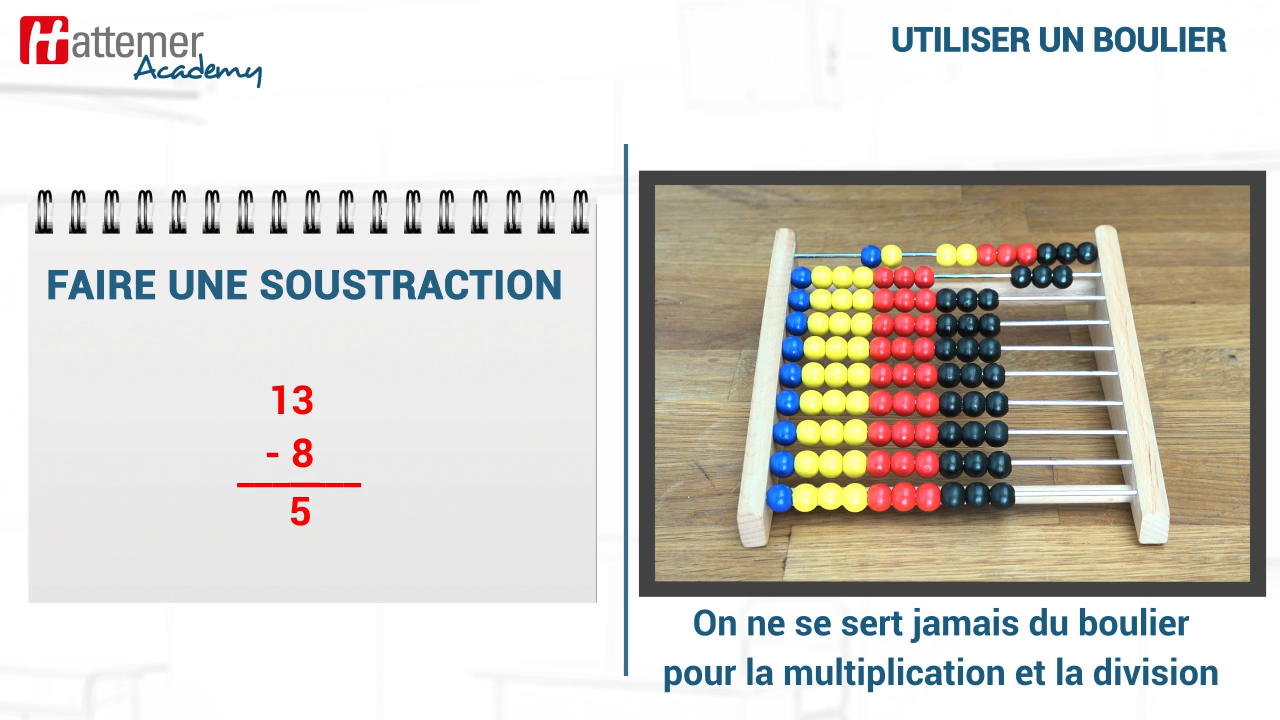 Hattemer
Academy
UTILISER UN BOULIER
FAIRE UNE SOUSTRACTION
13
- 8
5
On ne se sert jamais du boulier
pour la multiplication et la division